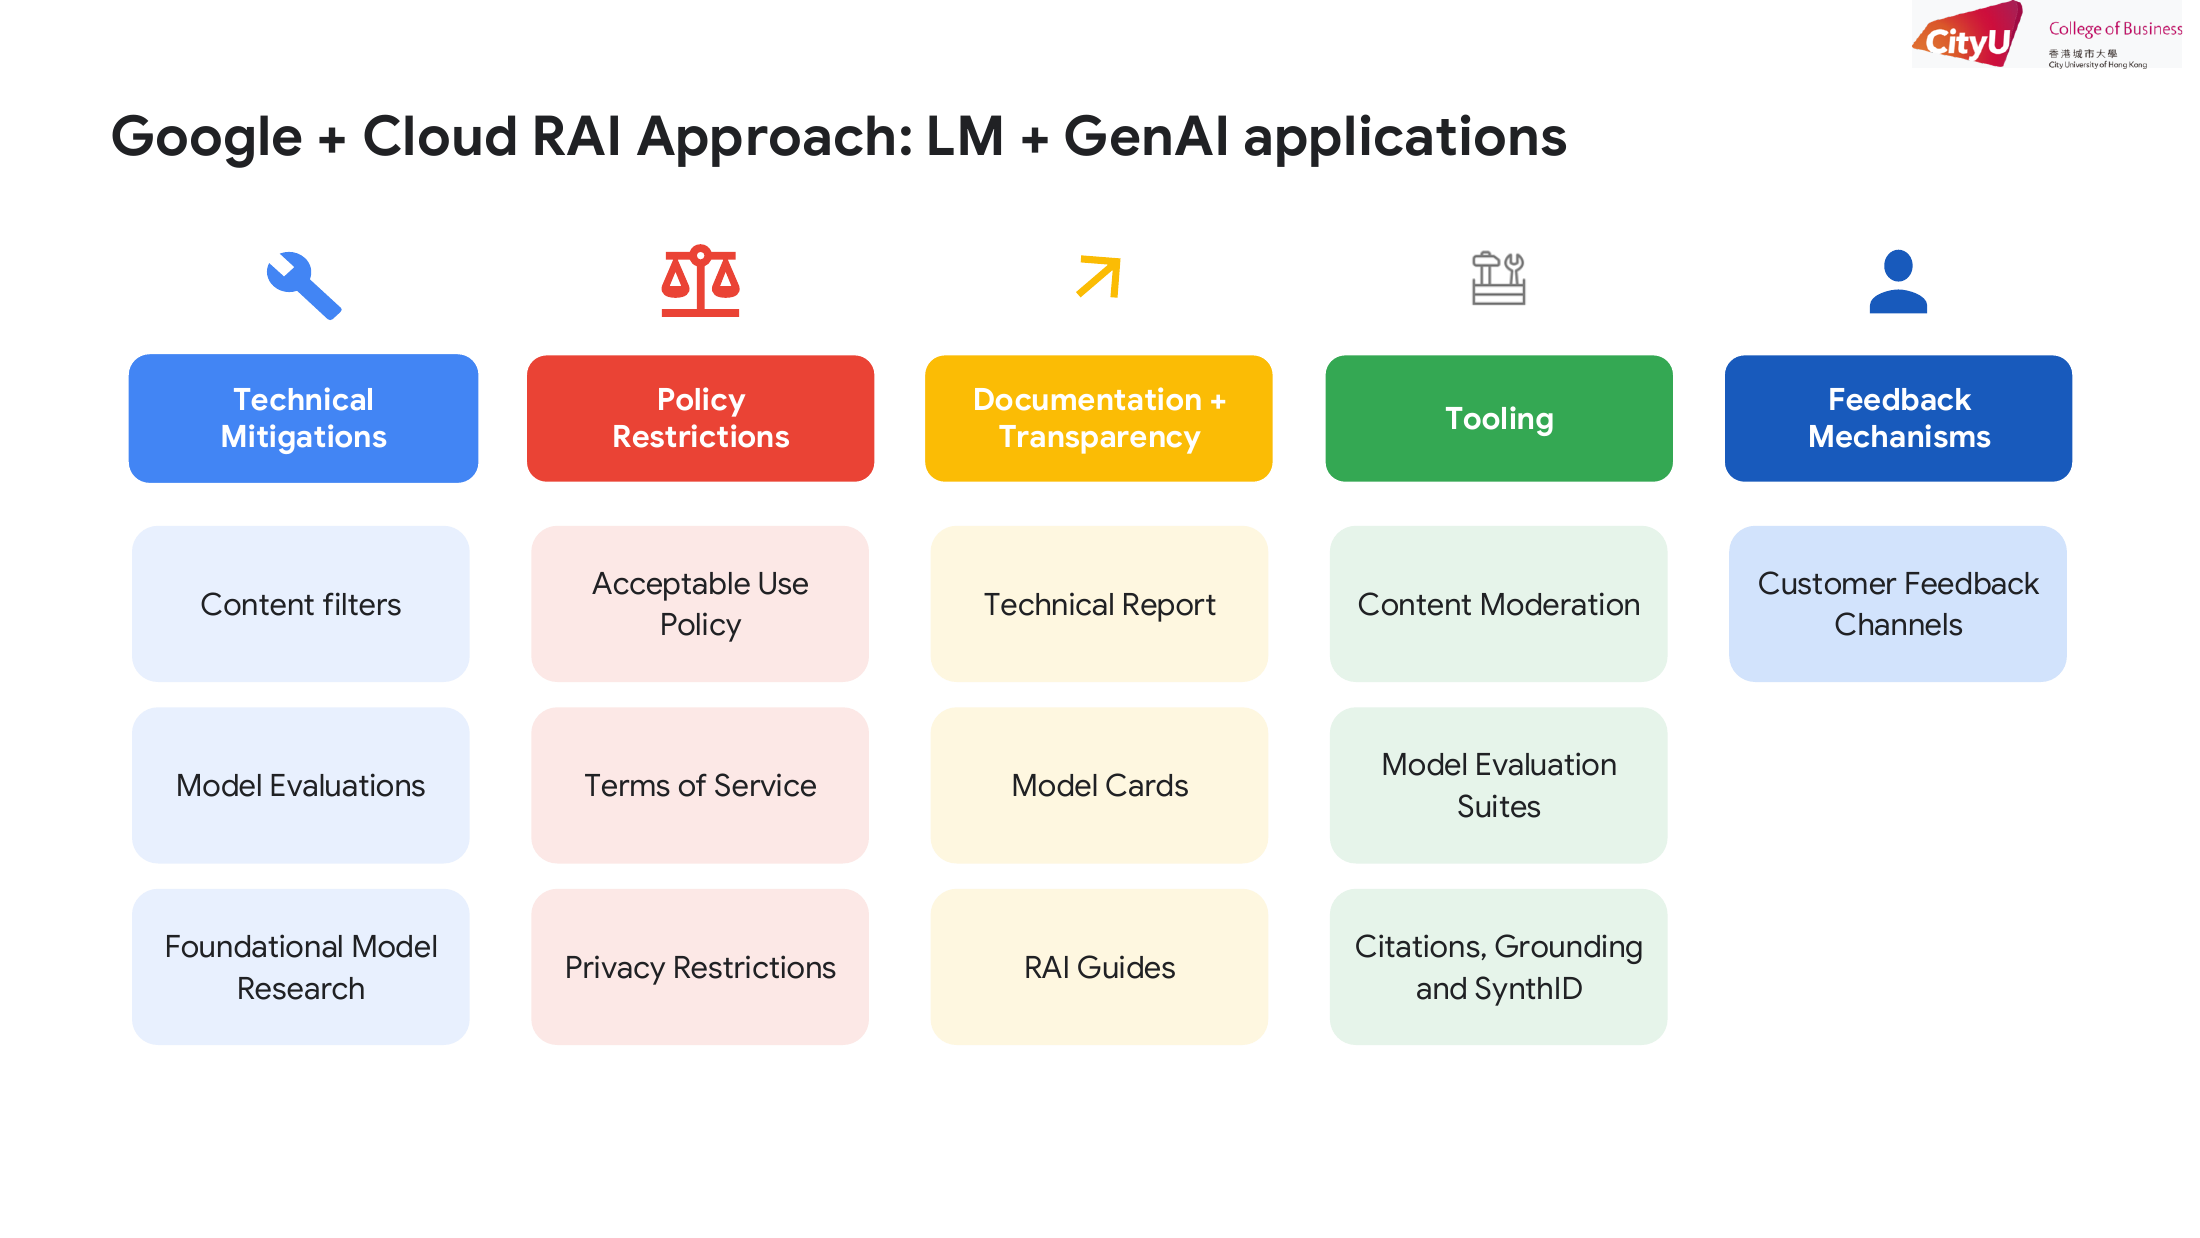 CityU
College of Business
香港城市大學
City University of Hong Kong
Google + Cloud RAI Approach: LM + GenAI applications
Technical
Mitigations
Content filters
Model Evaluations
Foundational Model
Research
Policy
Restrictions
Acceptable Use
Policy
Terms of Service
Privacy Restrictions
Documentation +
Transparency
Technical Report
Model Cards
RAI Guides
Tooling
Content Moderation
Model Evaluation
Suites
Citations, Grounding
and SynthID
Feedback
Mechanisms
Customer Feedback
Channels